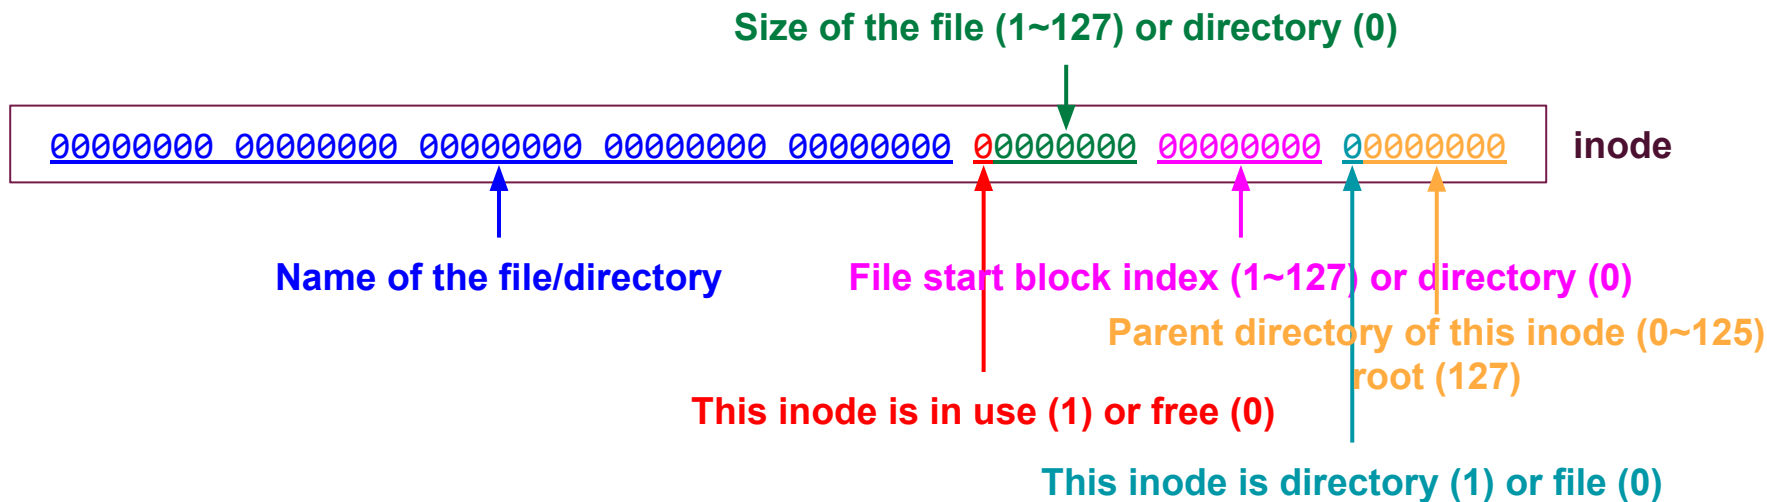 Size of the file (1~127) or directory (0)
00000000 00000000 00000000 00000000 00000000 00000000 00000000 00000000 inode
Name of the file/directory
File start block index (1~127) or directory (0)
Parent directory of this inode (0~125)
root (127)
This inode is in use (1) or free (0)
This inode is directory (1) or file (0)